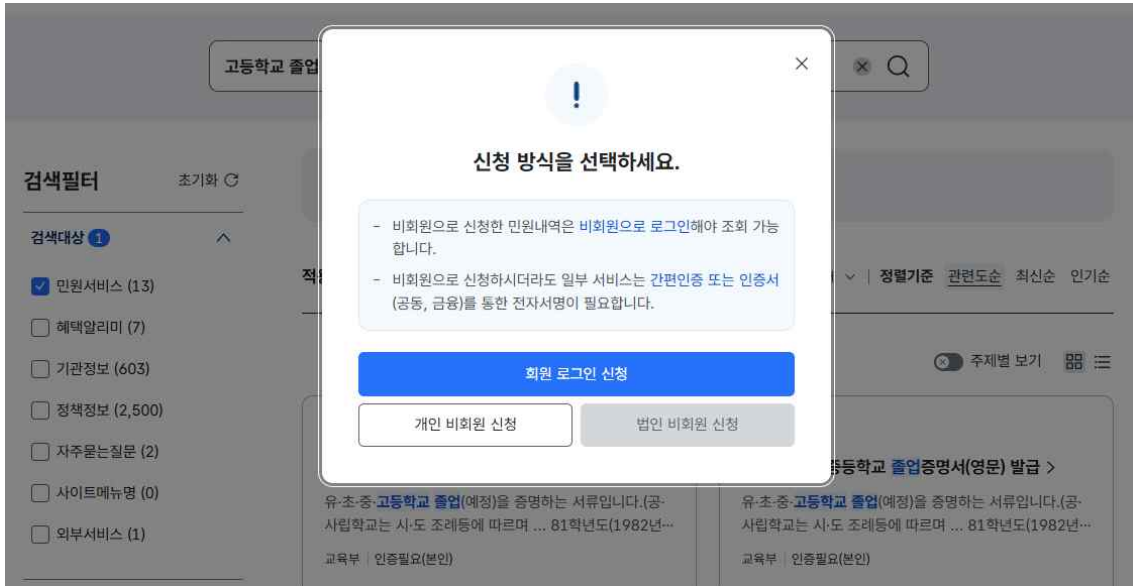 고등학교 졸업
신청 방식을 선택하세요.
- 비회원으로 신청한 민원내역은 비회원으로 로그인해야 조회 가능
합니다.
- 비회원으로 신청하시더라도 일부 서비스는 간편인증 또는 인증서
(공동, 금융)를 통한 전자서명이 필요합니다.
회원 로그인 신청
개인 비회원 신청 법인 비회원 신청
검색필터 초기화
검색대상 1
민원서비스 (13)
혜택알리미 (7)
기관정보 (603)
정책정보 (2,500)
자주묻는질문 (2)
사이트메뉴명 (0)
외부서비스 (1)
정렬기준 관련도순 최신순 인기순
주제별 보기
유·초·중·고등학교 졸업(예정)을 증명하는 서류입니다.(공·
사립학교는 시·도 조례등에 따르며 ... 81학년도(1982년…
교육부 인증필요(본인)
중등학교 졸업증명서(영문) 발급 >
유·초·중·고등학교 졸업(예정)을 증명하는 서류입니다.(공·
사립학교는 시·도 조례등에 따르며 ... 81학년도(1982년…
교육부 인증필요(본인)